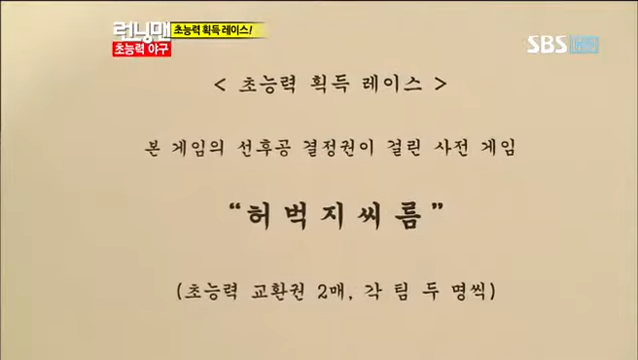 런닝맨 초능력 획득 레이스!
초능력 야구
SBS HD
< 초능력 획득 레이스 >
본 게임의 선후공 결정권이 걸린 사전 게임
“허벅지씨름”
(초능력 교환권 2매, 각 팀 두 명씩)